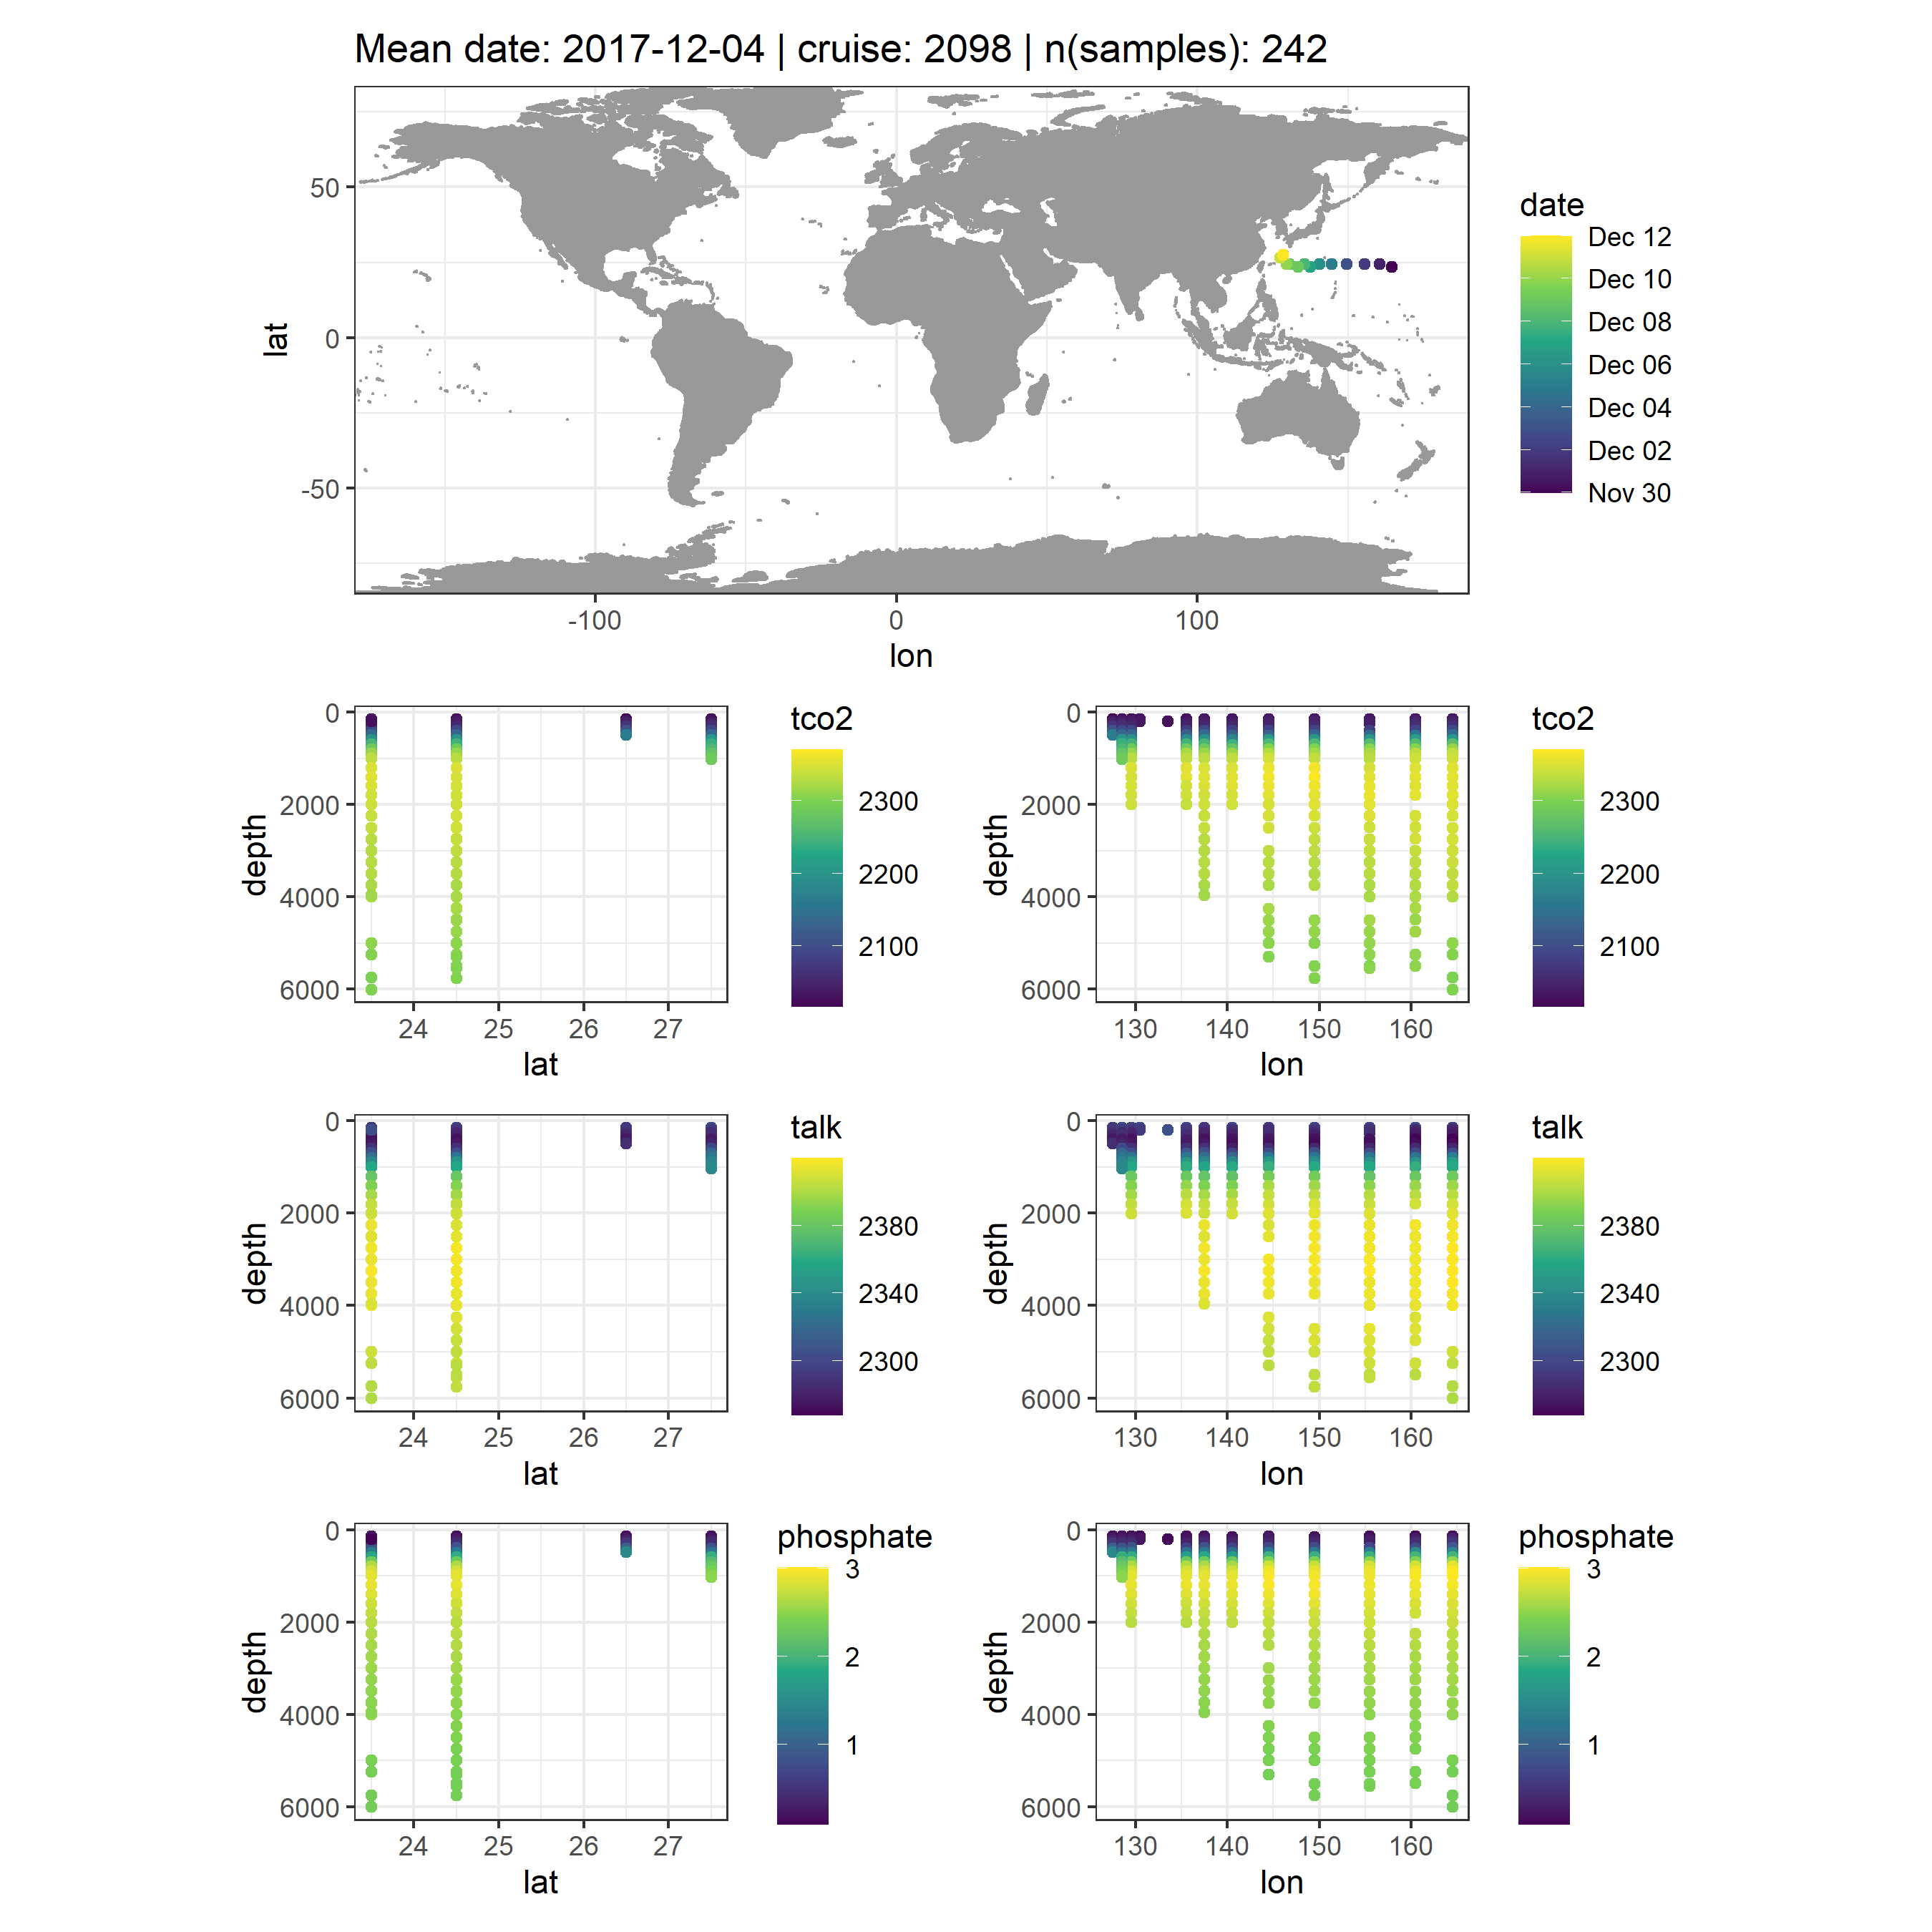 Mean date: 2017-12-04 | cruise: 2098 | n(samples): 242
50
0
-50
lat
-100
0
100
lon
date
Dec 12
Dec 10
Dec 08
Dec 06
Dec 04
Dec 02
Nov 30
0
2000
4000
6000
depth
24
25
26
27
lat
tco2
2300
2200
2100
0
2000
4000
6000
depth
130
140
150
160
lon
tco2
2300
2200
2100
0
2000
4000
6000
depth
24
25
26
27
lat
talk
2380
2340
2300
0
2000
4000
6000
depth
130
140
150
160
lon
talk
2380
2340
2300
0
2000
4000
6000
depth
24
25
26
27
lat
phosphate
3
2
1
0
2000
4000
6000
depth
130
140
150
160
lon
phosphate
3
2
1